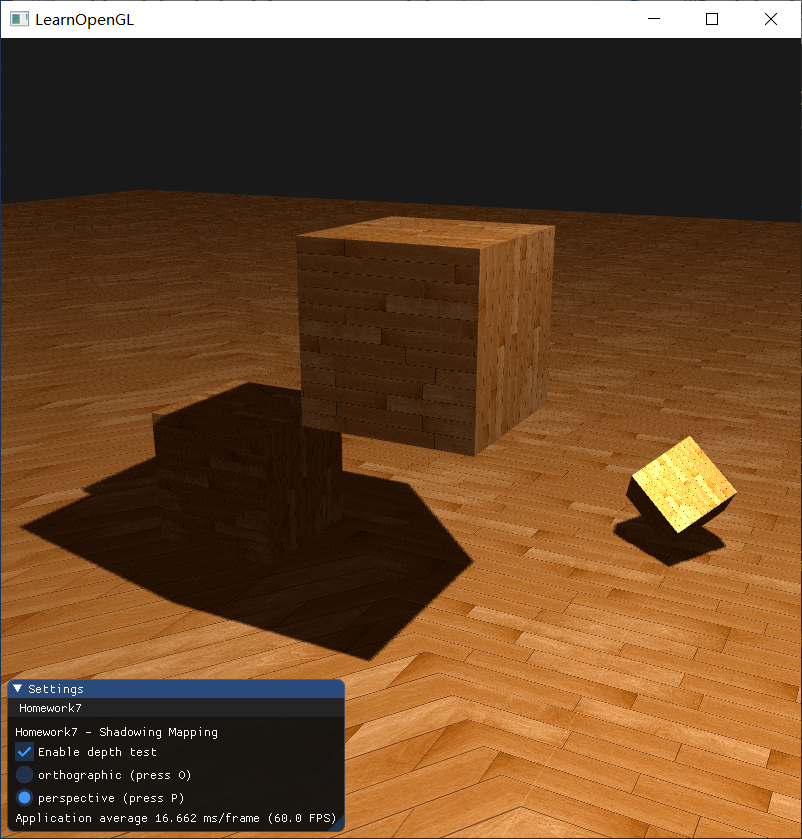 LearnOpenGL
Settings
Homework7
Homework7 - Shadowing Mapping
Enable depth test
orthographic (press O)
perspective (press P)
Application average 16.662 ms/frame (60.0 FPS)